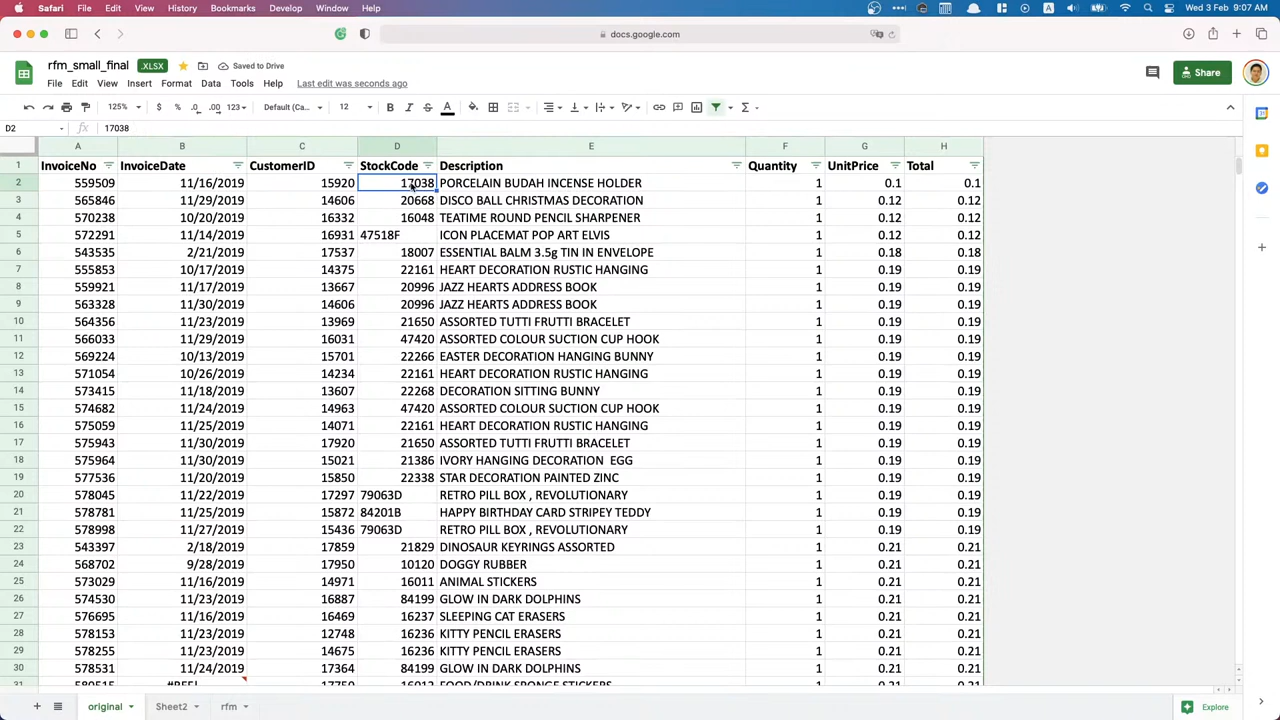 Safari File Edit View History Bookmarks Develop Window Help A Wed 3 Feb 9:07 AM
docs.google.com
rfm_small_final .XLSX Saved to Drive
File Edit View Insert Format Data Tools Help Last edit was seconds ago
Share
125% $ % .0 .00 123 Default (Ca... 12 B I S A Σ
D2 fx 17038
A B C D E F G H
1 InvoiceNo InvoiceDate CustomerID StockCode Description Quantity UnitPrice Total
2 559509 11/16/2019 15920 17038 PORCELAIN BUDAH INCENSE HOLDER 1 0.1 0.1
3 565846 11/29/2019 14606 20668 DISCO BALL CHRISTMAS DECORATION 1 0.12 0.12
4 570238 10/20/2019 16332 16048 TEATIME ROUND PENCIL SHARPENER 1 0.12 0.12
5 572291 11/14/2019 16931 47518F ICON PLACEMAT POP ART ELVIS 1 0.12 0.12
6 543535 2/21/2019 17537 18007 ESSENTIAL BALM 3.5g TIN IN ENVELOPE 1 0.18 0.18
7 555853 10/17/2019 14375 22161 HEART DECORATION RUSTIC HANGING 1 0.19 0.19
8 559921 11/17/2019 13667 20996 JAZZ HEARTS ADDRESS BOOK 1 0.19 0.19
9 563328 11/30/2019 14606 20996 JAZZ HEARTS ADDRESS BOOK 1 0.19 0.19
10 564356 11/23/2019 13969 21650 ASSORTED TUTTI FRUTTI BRACELET 1 0.19 0.19
11 566033 11/29/2019 16031 47420 ASSORTED COLOUR SUCTION CUP HOOK 1 0.19 0.19
12 569224 10/13/2019 15701 22266 EASTER DECORATION HANGING BUNNY 1 0.19 0.19
13 571054 10/26/2019 14234 22161 HEART DECORATION RUSTIC HANGING 1 0.19 0.19
14 573415 11/18/2019 13607 22268 DECORATION SITTING BUNNY 1 0.19 0.19
15 574682 11/24/2019 14963 47420 ASSORTED COLOUR SUCTION CUP HOOK 1 0.19 0.19
16 575059 11/25/2019 14071 22161 HEART DECORATION RUSTIC HANGING 1 0.19 0.19
17 575943 11/30/2019 17920 21650 ASSORTED TUTTI FRUTTI BRACELET 1 0.19 0.19
18 575964 11/30/2019 15021 21386 IVORY HANGING DECORATION EGG 1 0.19 0.19
19 577536 11/20/2019 15850 22338 STAR DECORATION PAINTED ZINC 1 0.19 0.19
20 578045 11/22/2019 17297 79063D RETRO PILL BOX , REVOLUTIONARY 1 0.19 0.19
21 578781 11/25/2019 15872 84201B HAPPY BIRTHDAY CARD STRIPEY TEDDY 1 0.19 0.19
22 578998 11/27/2019 15436 79063D RETRO PILL BOX , REVOLUTIONARY 1 0.19 0.19
23 543397 2/18/2019 17859 21829 DINOSAUR KEYRINGS ASSORTED 1 0.21 0.21
24 568702 9/28/2019 17950 10120 DOGGY RUBBER 1 0.21 0.21
25 573029 11/16/2019 14971 16011 ANIMAL STICKERS 1 0.21 0.21
26 574530 11/23/2019 16887 84199 GLOW IN DARK DOLPHINS 1 0.21 0.21
27 576695 11/16/2019 16469 16237 SLEEPING CAT ERASERS 1 0.21 0.21
28 578153 11/23/2019 12748 16236 KITTY PENCIL ERASERS 1 0.21 0.21
29 578255 11/23/2019 14675 16236 KITTY PENCIL ERASERS 1 0.21 0.21
30 578531 11/24/2019 17364 84199 GLOW IN DARK DOLPHINS 1 0.21 0.21
31 580515 #REF! 17750 16012 FOOD/DRINK SPONGE STICKERS 1 0.21 0.21
original Sheet2 rfm Explore